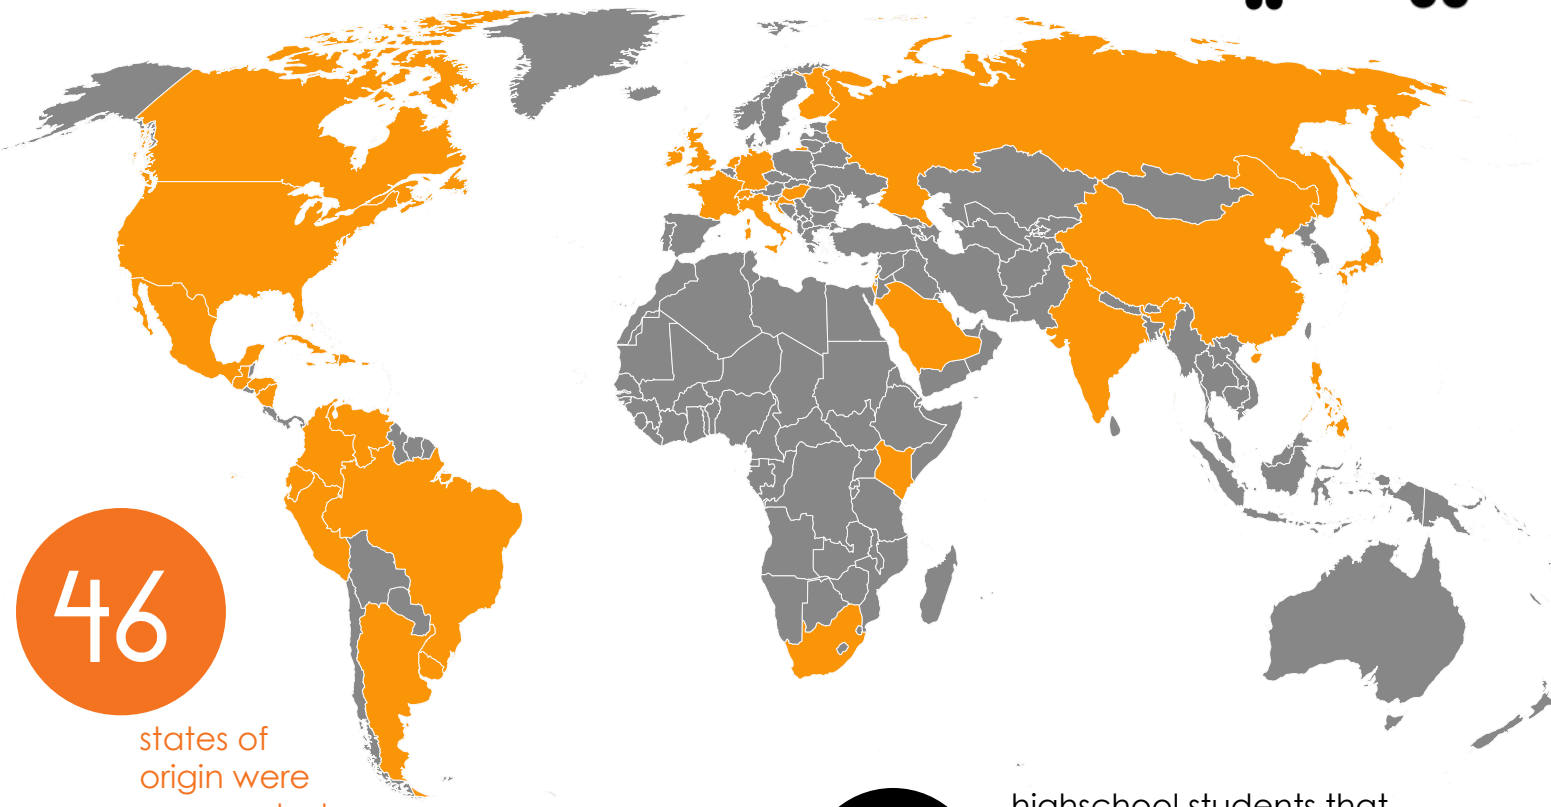 46
states of
origin were
highschool students that